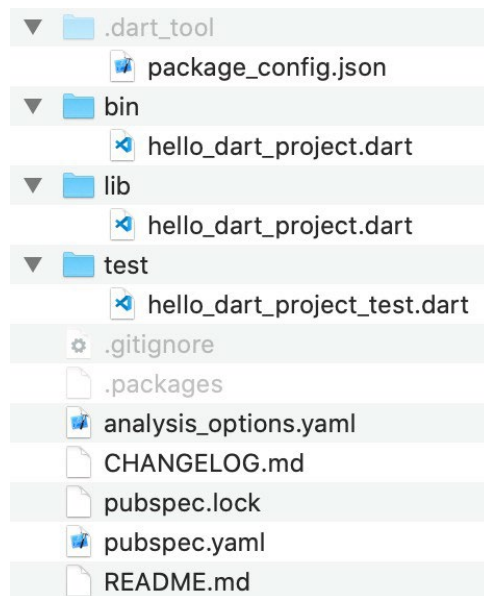 .dart_tool
package_config.json
bin
hello_dart_project.dart
lib
hello_dart_project.dart
test
hello_dart_project_test.dart
.gitignore
.packages
analysis_options.yaml
CHANGELOG.md
pubspec.lock
pubspec.yaml
README.md